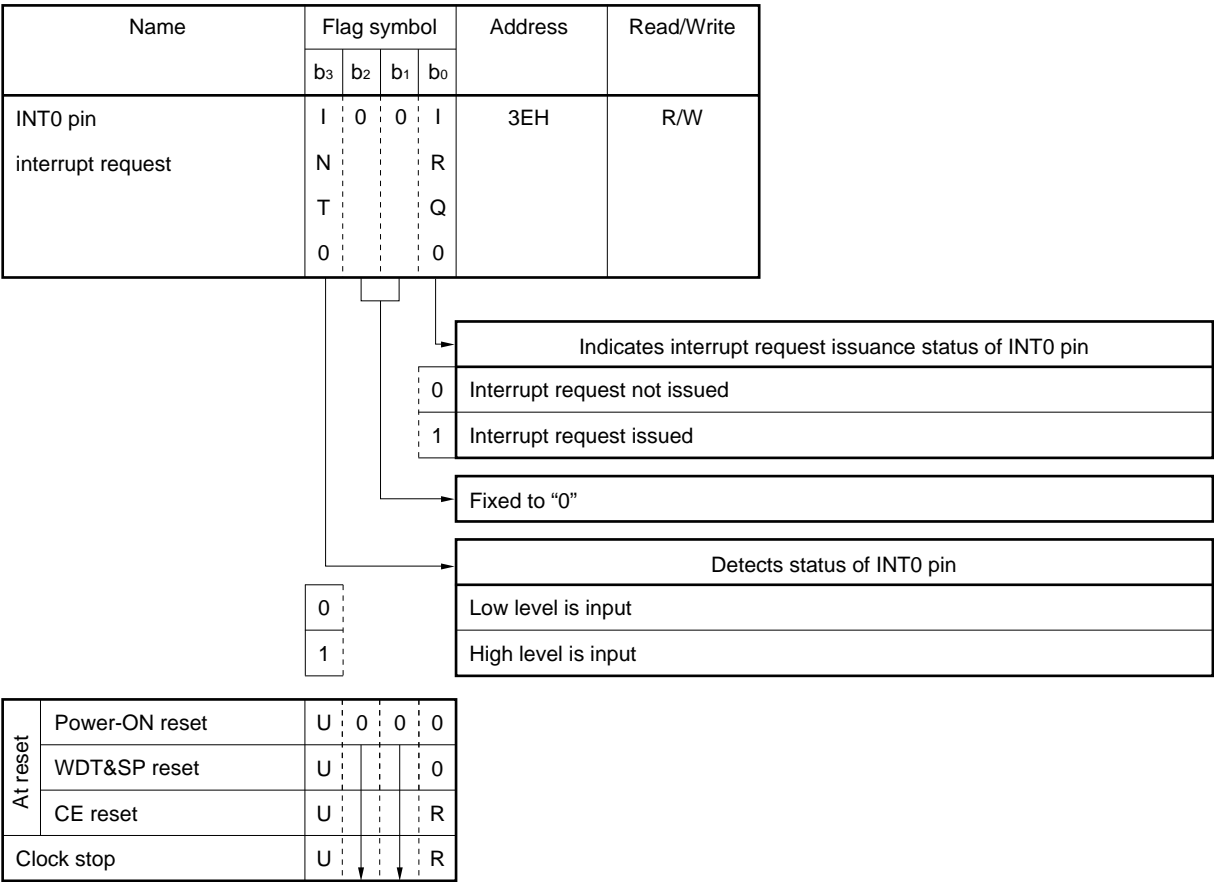 Name Flag symbol Address Read/Write
b3 b2 b1 b0
INT0 pin I 0 0 I 3EH R/W
interrupt request N R
T Q
0 0
Indicates interrupt request issuance status of INT0 pin
0 Interrupt request not issued
1 Interrupt request issued
Fixed to “0”
Detects status of INT0 pin
0 Low level is input
1 High level is input
At reset
Power-ON reset U 0 0 0
WDT&SP reset U 0
CE reset U R
Clock stop U R